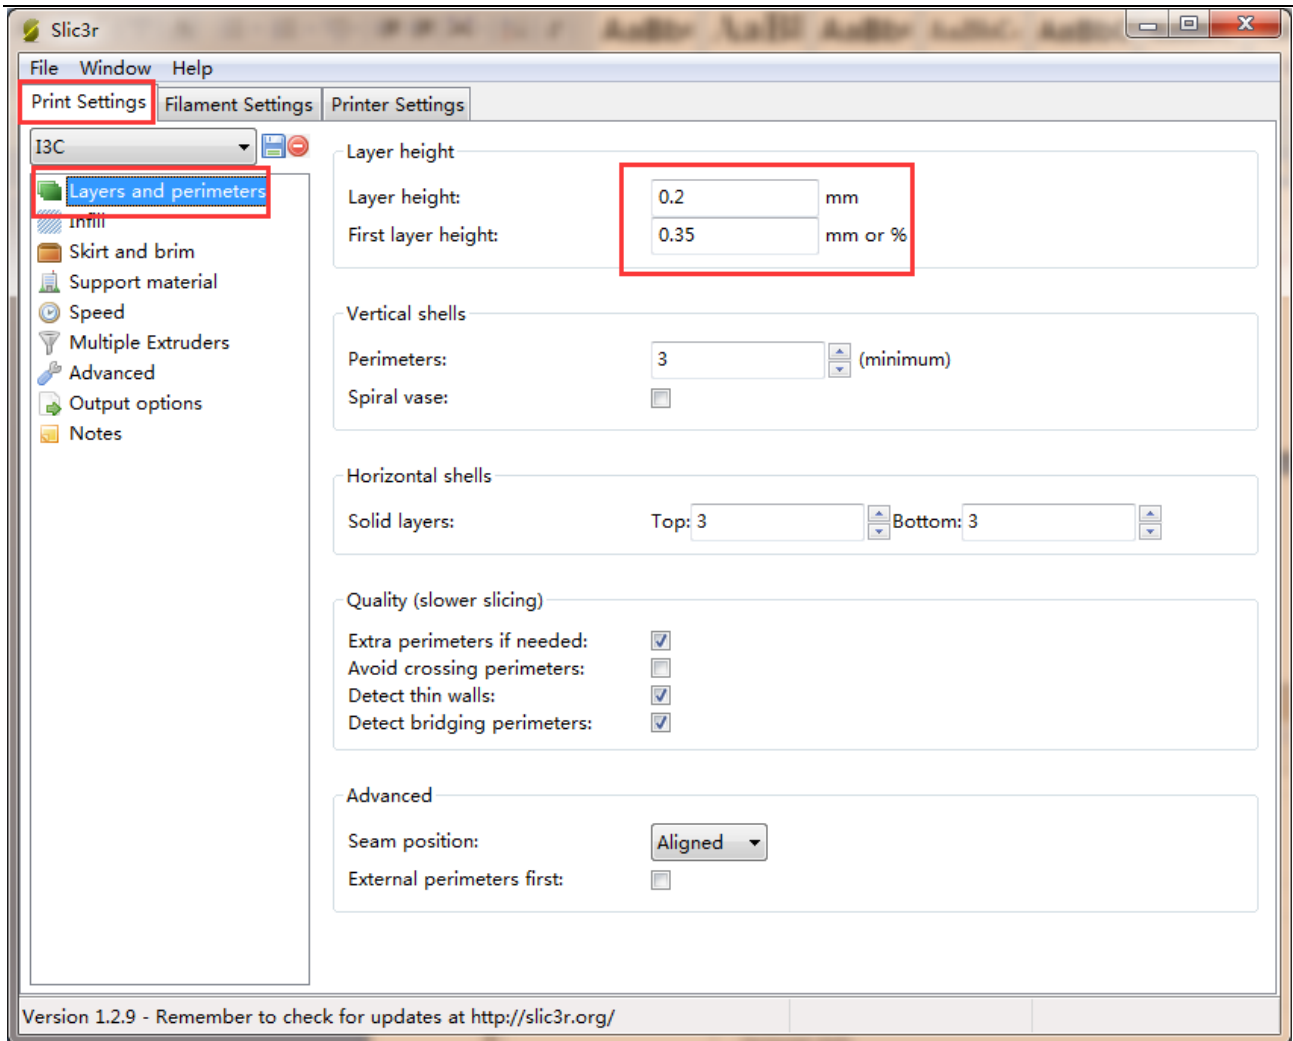 Slic3r
File Window Help
Print Settings Filament Settings Printer Settings
I3C
Layers and perimeters
Infill
Skirt and brim
Support material
Speed
Multiple Extruders
Advanced
Output options
Notes
Layer height
Layer height: 0.2 mm
First layer height: 0.35 mm or %
Vertical shells
Perimeters: 3 (minimum)
Spiral vase:
Horizontal shells
Solid layers: Top: 3 Bottom: 3
Quality (slower slicing)
Extra perimeters if needed:
Avoid crossing perimeters:
Detect thin walls:
Detect bridging perimeters:
Advanced
Seam position: Aligned
External perimeters first:
Version 1.2.9 - Remember to check for updates at http://slic3r.org/